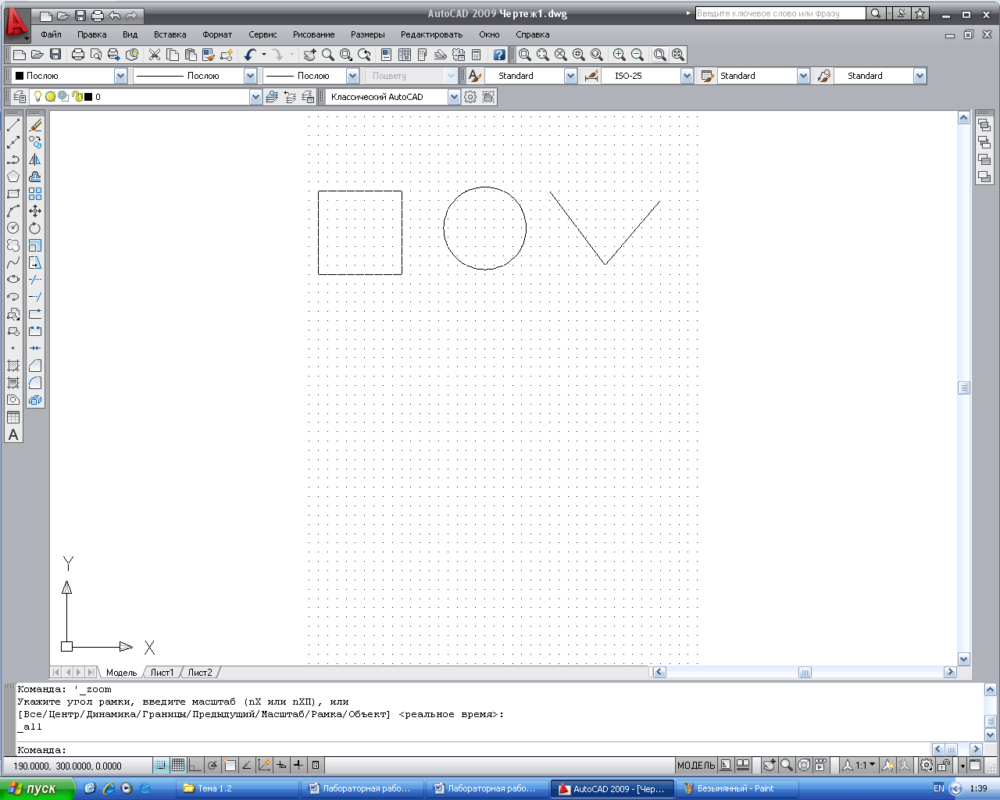 AutoCAD 2009 Чертеж1.dwg
Введите ключевое слово или фразу
Файл Правка Вид Вставка Формат Сервис Рисование Размеры Редактировать Окно Справка
Послою Послою Послою Поцвету Standard ISO-25 Standard Standard
0 Классический AutoCAD
Y
X
Модель Лист1 Лист2
Команда: '_zoom
Укажите угол рамки, введите масштаб (nX или nXП), или
[Все/Центр/Динамика/Границы/Предыдущий/Масштаб/Рамка/Объект] <реальное время>:
_all
Команда:
190.0000, 300.0000, 0.0000 МОДЕЛЬ 1:1
пуск Тема 1.2 Лабораторная рабо... Лабораторная рабо... AutoCAD 2009 - [Чер... Безымянный - Paint EN 1:39